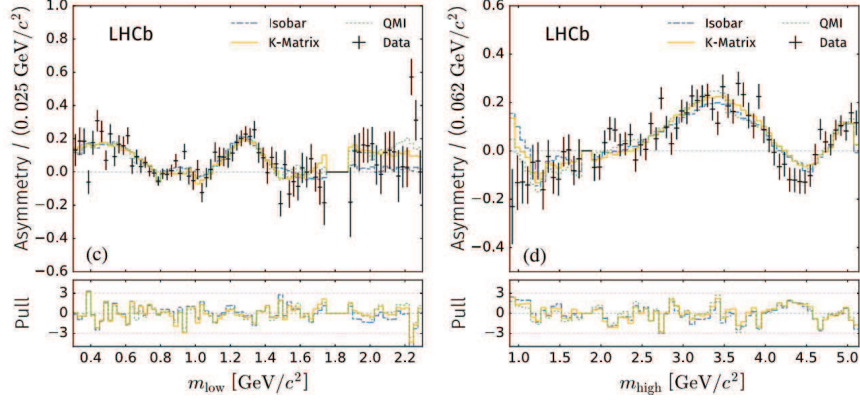 LHCb
Isobar
QMI
K-Matrix
Data
Asymmetry / (0. 025 GeV/c²)
1.0
0.8
0.6
0.4
0.2
0.0
−0.2
−0.4
−0.6
(c)
Pull
3
0
−3
0.4 0.6 0.8 1.0 1.2 1.4 1.6 1.8 2.0 2.2
m_low [GeV/c²]
LHCb
Isobar
QMI
K-Matrix
Data
Asymmetry / (0. 062 GeV/c²)
0.6
0.4
0.2
0.0
−0.2
−0.4
(d)
Pull
3
0
−3
1.0 1.5 2.0 2.5 3.0 3.5 4.0 4.5 5.0
m_high [GeV/c²]